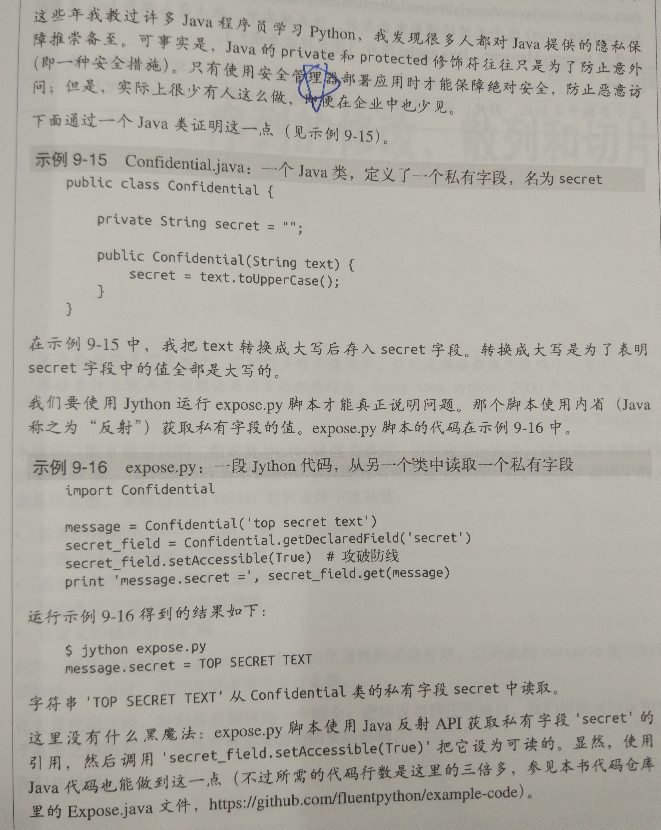 这些年我教过许多 Java 程序员学习 Python，我发现很多人都对 Java 提供的隐私保
障推崇备至。可事实是，Java 的 private 和 protected 修饰符往往只是为了防止意外
(即一种安全措施)。只有使用安全管理器部署应用时才能保障绝对安全，防止恶意访
问；但是，实际上很少有人这么做，即便在企业中也少见。
下面通过一个 Java 类证明这一点（见示例 9-15）。
示例 9-15 Confidential.java：一个 Java 类，定义了一个私有字段，名为 secret
public class Confidential {
private String secret = "";
public Confidential(String text) {
secret = text.toUpperCase();
}
}
在示例 9-15 中，我把 text 转换成大写后存入 secret 字段。转换成大写是为了表明
secret 字段中的值全部是大写的。
我们要使用 Jython 运行 expose.py 脚本才能真正说明问题。那个脚本使用内省（Java
称之为“反射”）获取私有字段的值。expose.py 脚本的代码在示例 9-16 中。
示例 9-16 expose.py：一段 Jython 代码，从另一个类中读取一个私有字段
import Confidential
message = Confidential('top secret text')
secret_field = Confidential.getDeclaredField('secret')
secret_field.setAccessible(True) # 攻破防线
print 'message.secret =', secret_field.get(message)
运行示例 9-16 得到的结果如下：
$ jython expose.py
message.secret = TOP SECRET TEXT
字符串 'TOP SECRET TEXT' 从 Confidential 类的私有字段 secret 中读取。
这里没有什么黑魔法：expose.py 脚本使用 Java 反射 API 获取私有字段 'secret' 的
引用，然后调用 'secret_field.setAccessible(True)' 把它设为可读的。显然，使用
Java 代码也能做到这一点（不过所需的代码行数是这里的三倍多，参见本书代码仓库
里的 Expose.java 文件，https://github.com/fluentpython/example-code）。